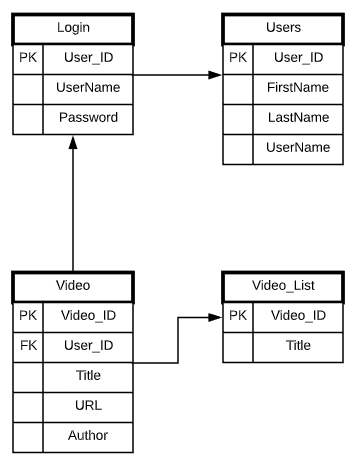 Login
PK User_ID
UserName
Password
Users
PK User_ID
FirstName
LastName
UserName
Video
PK Video_ID
FK User_ID
Title
URL
Author
Video_List
PK Video_ID
Title